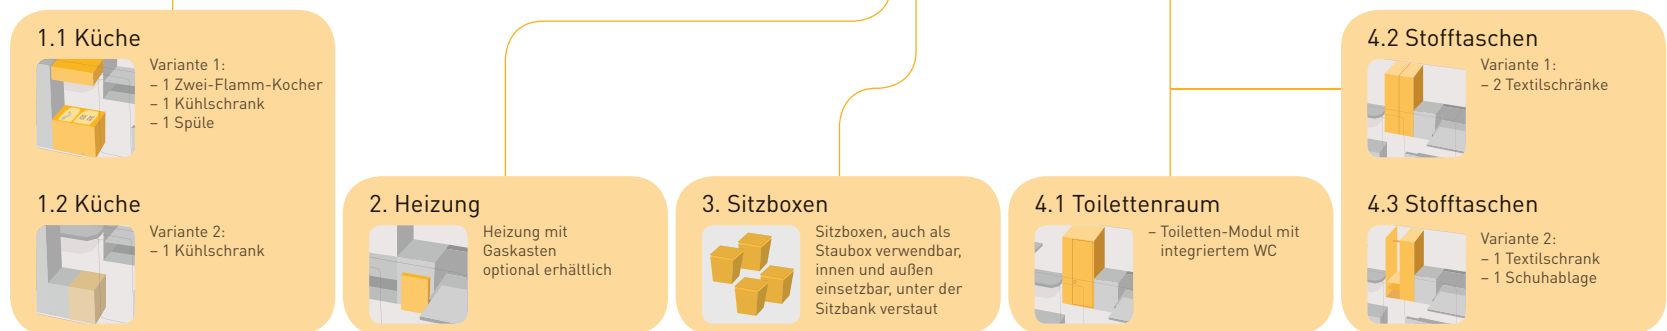 1.1 Küche
Variante 1:
– 1 Zwei-Flamm-Kocher
– 1 Kühlschrank
– 1 Spüle
1.2 Küche
Variante 2:
– 1 Kühlschrank
2. Heizung
Heizung mit
Gaskasten
optional erhältlich
3. Sitzboxen
Sitzboxen, auch als
Staubox verwendbar,
innen und außen
einsetzbar, unter der
Sitzbank verstaut
4.1 Toilettenraum
– Toiletten-Modul mit
integriertem WC
4.2 Stofftaschen
Variante 1:
– 2 Textilschränke
4.3 Stofftaschen
Variante 2:
– 1 Textilschrank
– 1 Schuhablage